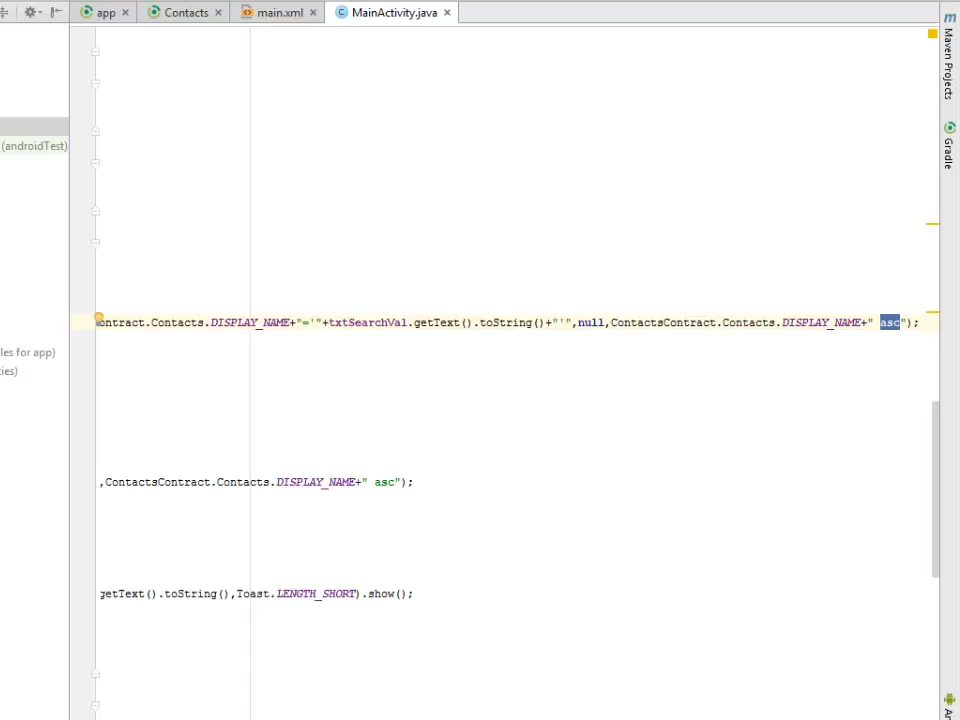 app
Contacts
main.xml
MainActivity.java
Maven Projects
Gradle
(androidTest)
ontract.Contacts.DISPLAY_NAME+"='"+txtSearchVal.getText().toString()+"'",null,ContactsContract.Contacts.DISPLAY_NAME+" asc");
les for app)
ies)
,ContactsContract.Contacts.DISPLAY_NAME+" asc");
getText().toString(),Toast.LENGTH_SHORT).show();